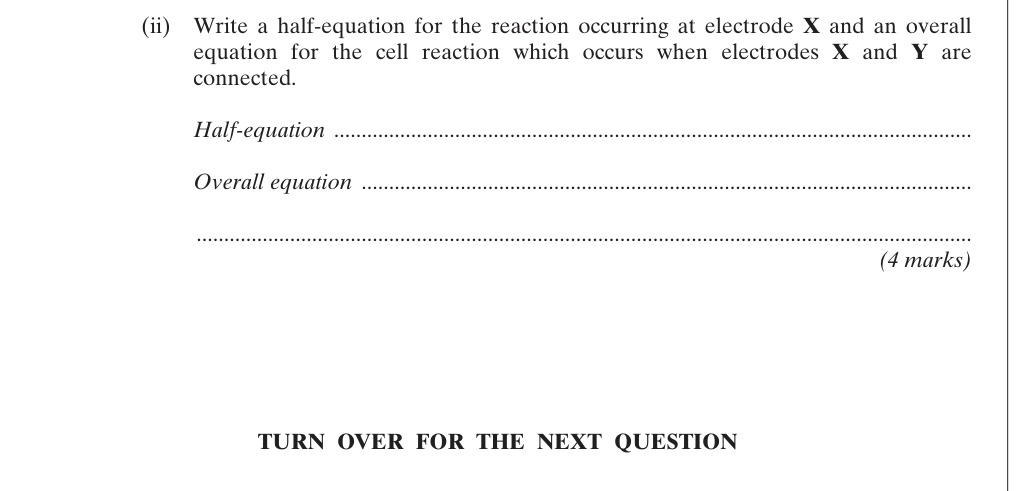 (ii) Write a half-equation for the reaction occurring at electrode X and an overall
equation for the cell reaction which occurs when electrodes X and Y are
connected.
Half-equation ....................................................................................................................
Overall equation ...............................................................................................................
.............................................................................................................................................
(4 marks)
TURN OVER FOR THE NEXT QUESTION